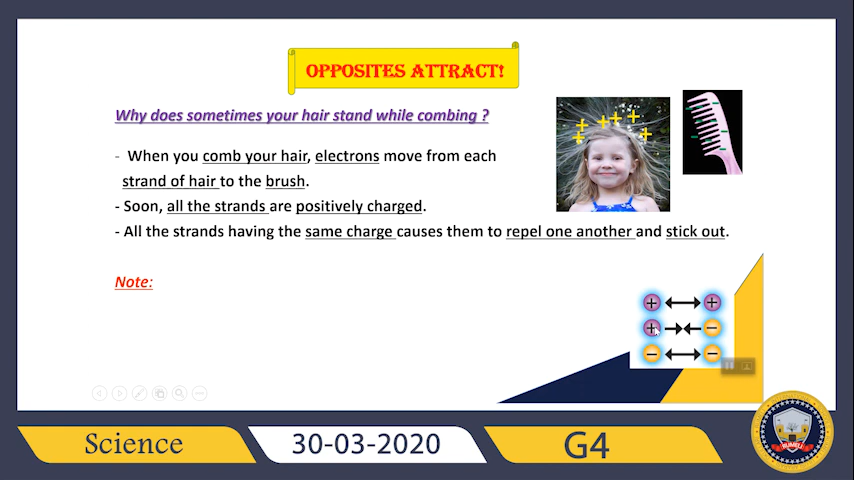 OPPOSITES ATTRACT!
Why does sometimes your hair stand while combing ?
- When you comb your hair, electrons move from each
strand of hair to the brush.
- Soon, all the strands are positively charged.
- All the strands having the same charge causes them to repel one another and stick out.
Note:
Science
30-03-2020
G4